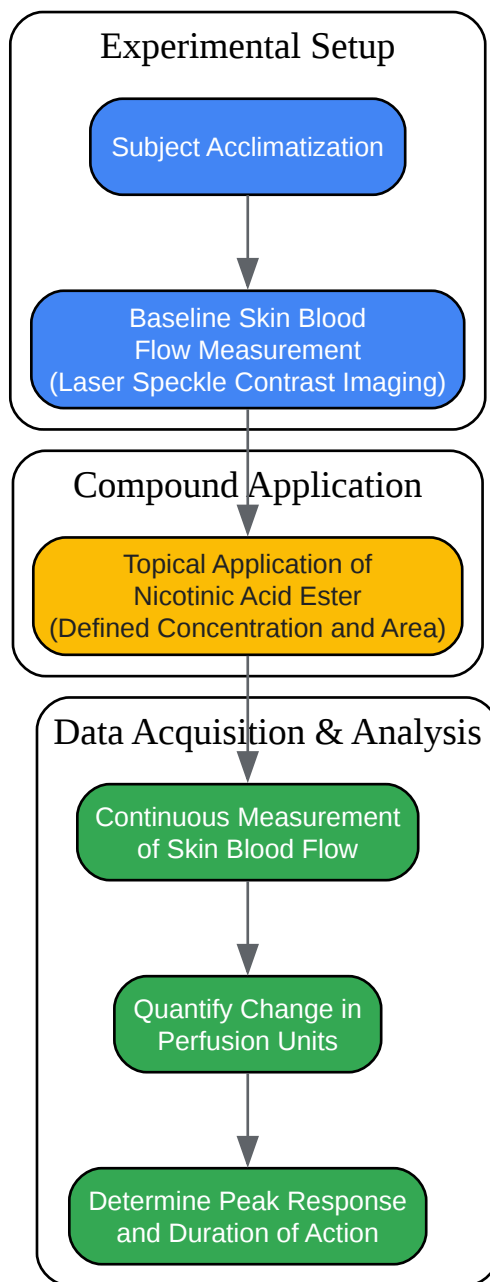 Experimental Setup
Subject Acclimatization
Baseline Skin Blood
Flow Measurement
(Laser Speckle Contrast Imaging)
Compound Application
Topical Application of
Nicotinic Acid Ester
(Defined Concentration and Area)
Data Acquisition & Analysis
Continuous Measurement
of Skin Blood Flow
Quantify Change in
Perfusion Units
Determine Peak Response
and Duration of Action